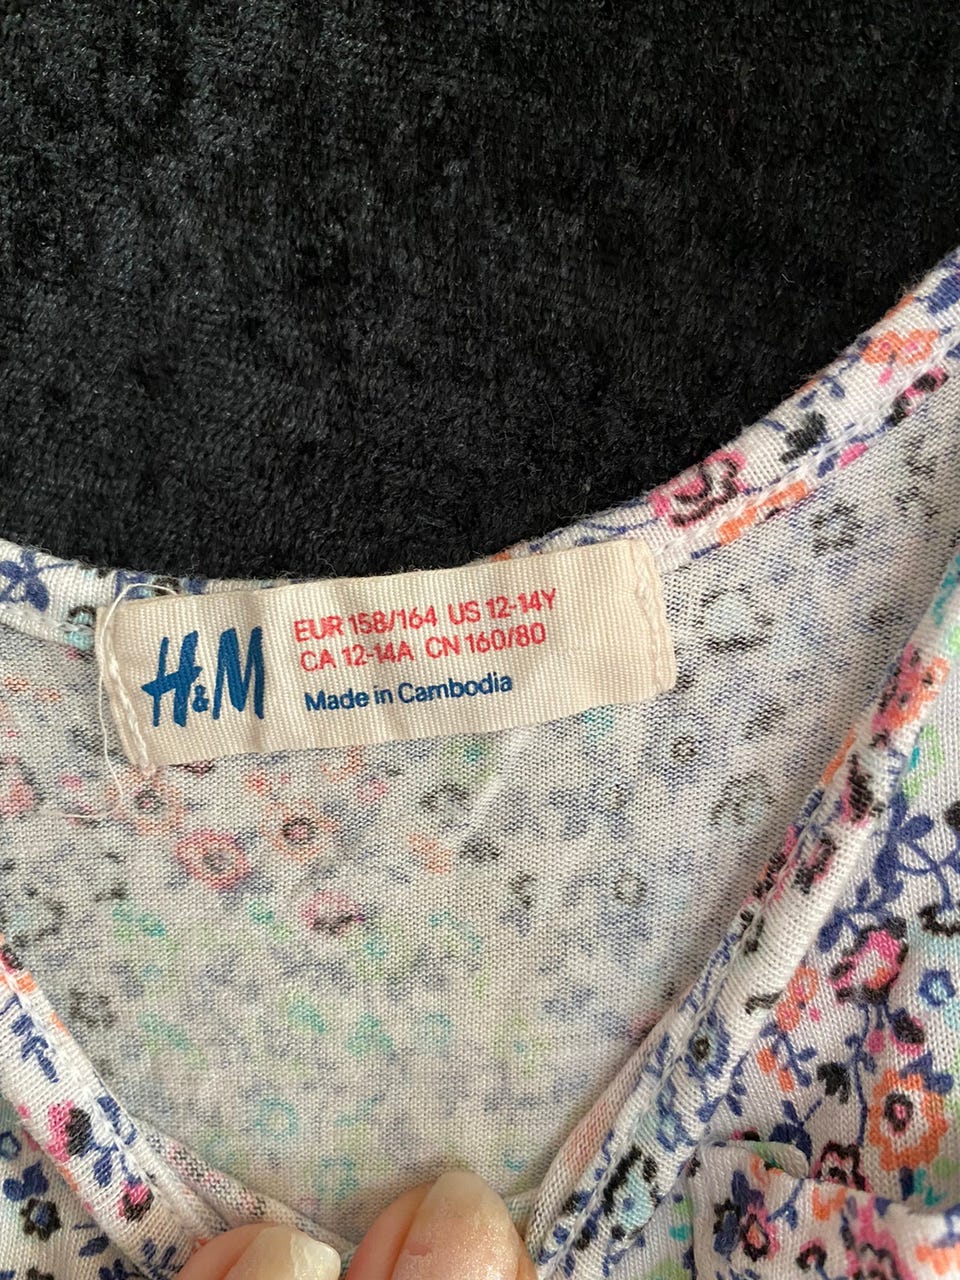 H&M
EUR 158/164 US 12-14Y
CA 12-14A CN 160/80
Made in Cambodia